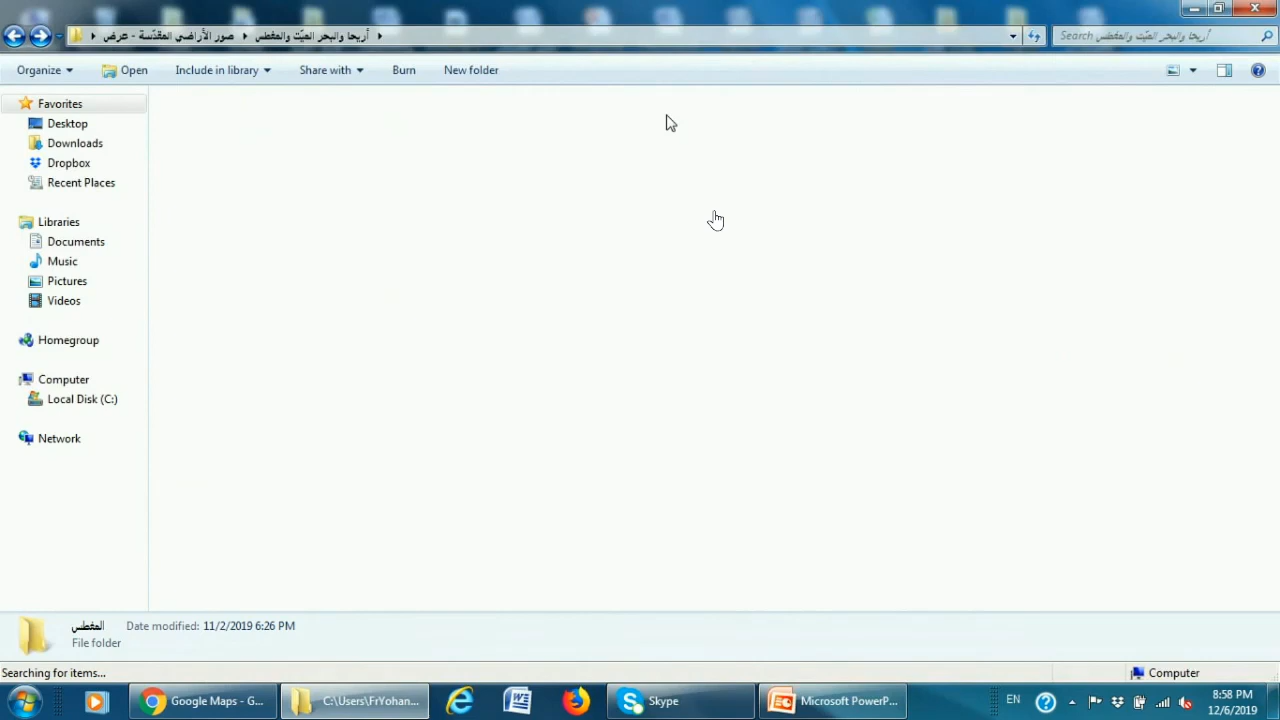 صور الأراضي المقدّسة - عرض ▸ أريحا والبحر الميّت والمغطس ▸
Search أريحا والبحر الميّت والمغطس
Organize Open Include in library Share with Burn New folder
Favorites
Desktop
Downloads
Dropbox
Recent Places
Libraries
Documents
Music
Pictures
Videos
Homegroup
Computer
Local Disk (C:)
Network
المغطس Date modified: 11/2/2019 6:26 PM
File folder
Searching for items...
Computer
Google Maps - G...
C:\Users\FrYohan...
Skype
Microsoft PowerP...
EN
8:58 PM
12/6/2019